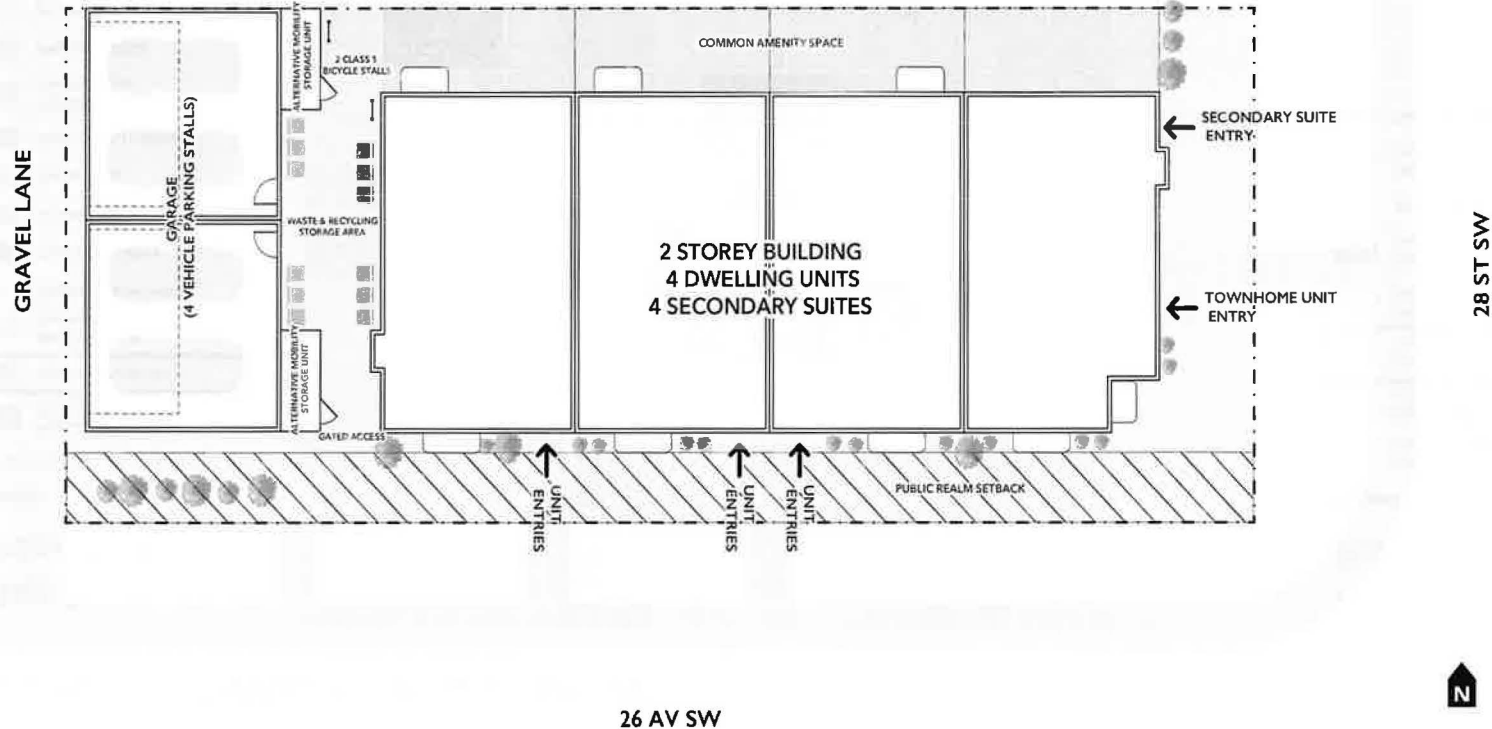 ALTERNATIVE MOBILITY
STORAGE UNIT
2 CLASS 1
BICYCLE STALLS
COMMON AMENITY SPACE
SECONDARY SUITE
ENTRY
GRAVEL LANE
GARAGE
(4 VEHICLE PARKING STALLS)
WASTE & RECYCLING
STORAGE AREA
2 STOREY BUILDING
4 DWELLING UNITS
4 SECONDARY SUITES
28 ST SW
TOWNHOME UNIT
ENTRY
ALTERNATIVE MOBILITY
STORAGE UNIT
GATED ACCESS
UNIT
ENTRIES
UNIT
ENTRIES
UNIT
ENTRIES
PUBLIC REALM SETBACK
N
26 AV SW